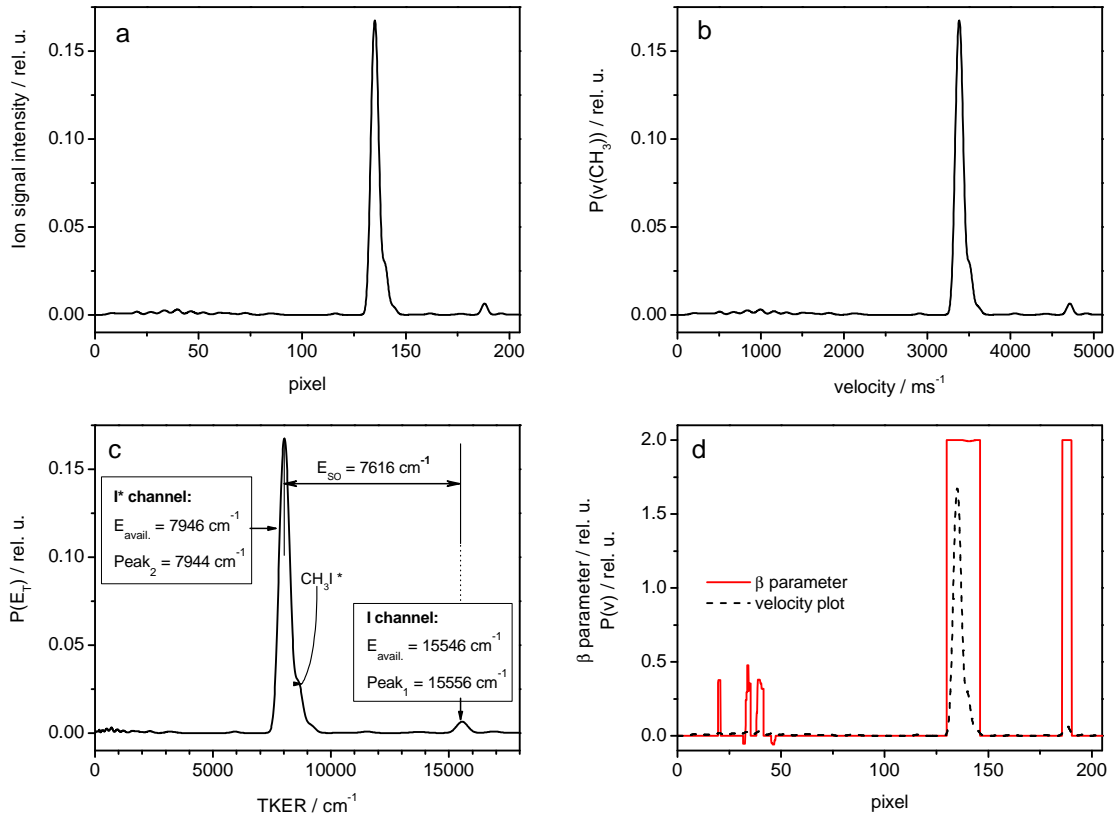 a
Ion signal intensity / rel. u.
0.15
0.10
0.05
0.00
0 50 100 150 200
pixel
b
P(v(CH₃)) / rel. u.
0.15
0.10
0.05
0.00
0 1000 2000 3000 4000 5000
velocity / ms⁻¹
c
P(E_T) / rel. u.
0.15
0.10
0.05
0.00
E_SO = 7616 cm⁻¹
I* channel:
E_avail. = 7946 cm⁻¹
Peak₂ = 7944 cm⁻¹
CH₃I *
I channel:
E_avail. = 15546 cm⁻¹
Peak₁ = 15556 cm⁻¹
0 5000 10000 15000
TKER / cm⁻¹
d
β parameter / rel. u.
P(v) / rel. u.
2.0
1.5
1.0
0.5
0.0
β parameter
velocity plot
0 50 100 150 200
pixel